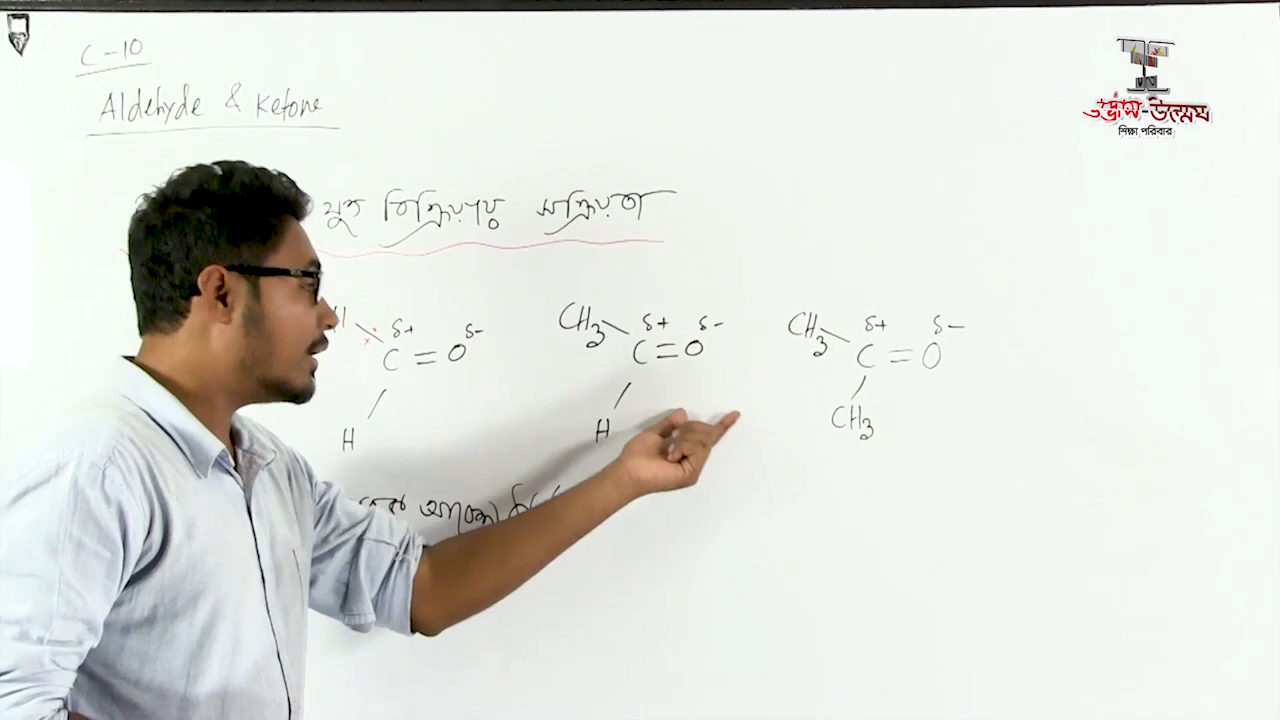 C-10
Aldehyde & Ketone
যুত বিক্রিয়ায় সক্রিয়তা
H δ+ δ- CH3 δ+ δ- CH3 δ+ δ-
C = O C = O C = O
H H CH3
উদ্ভাস-উন্মেষ
শিক্ষা পরিবার